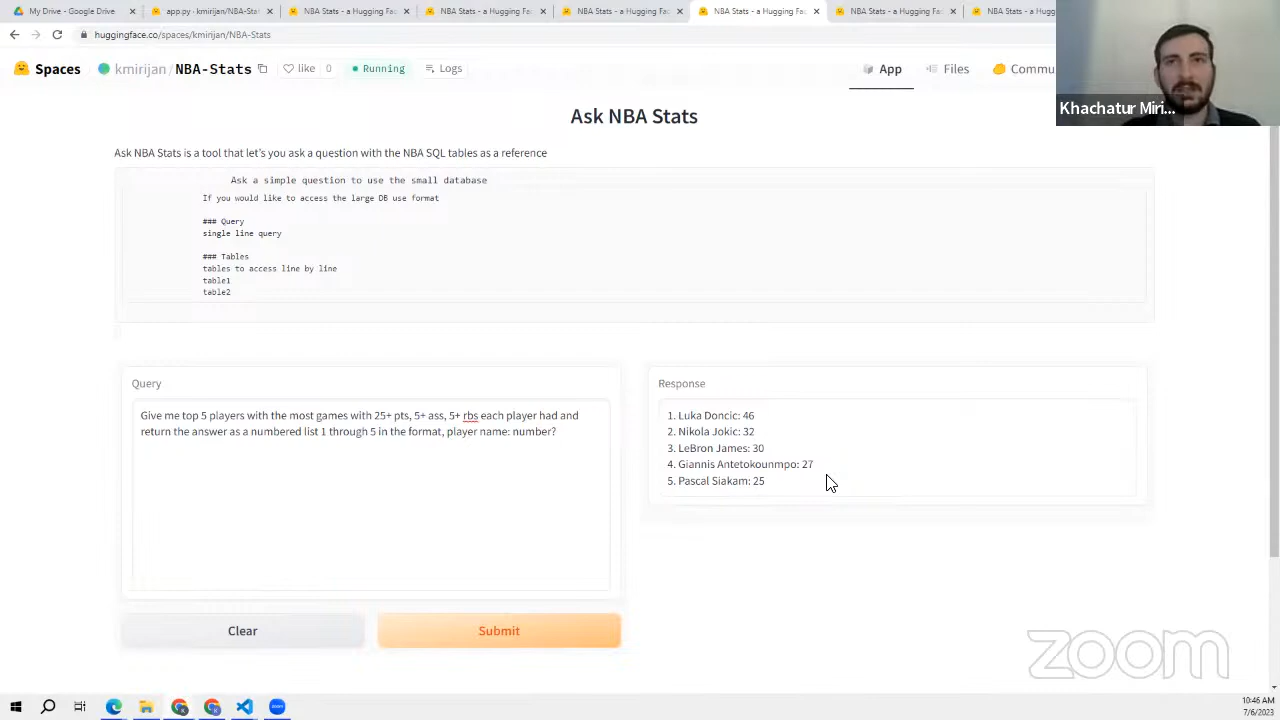 My Drive - Google Drive
app.py · kmirijan/NBA-Stat
NBA Stats - a Hugging Fac
NBA Stats - a Hugging Fac
NBA Stats - a Hugging Fac
NBA Stats - a Hugging Fac
NBA Stats - a Hugging Fac
NBA Stats - a Hugg
huggingface.co/spaces/kmirijan/NBA-Stats
Spaces
kmirijan/NBA-Stats
like 0
Running
Logs
App
Files
Commu
Khachatur Miri...
Ask NBA Stats
Ask NBA Stats is a tool that let's you ask a question with the NBA SQL tables as a reference
Ask a simple question to use the small database
If you would like to access the large DB use format
### Query
single line query
### Tables
tables to access line by line
table1
table2
Query
Give me top 5 players with the most games with 25+ pts, 5+ ass, 5+ rbs each player had and
return the answer as a numbered list 1 through 5 in the format, player name: number?
Response
1. Luka Doncic: 46
2. Nikola Jokic: 32
3. LeBron James: 30
4. Giannis Antetokounmpo: 27
5. Pascal Siakam: 25
Clear
Submit
zoom
10:46 AM
7/6/2023